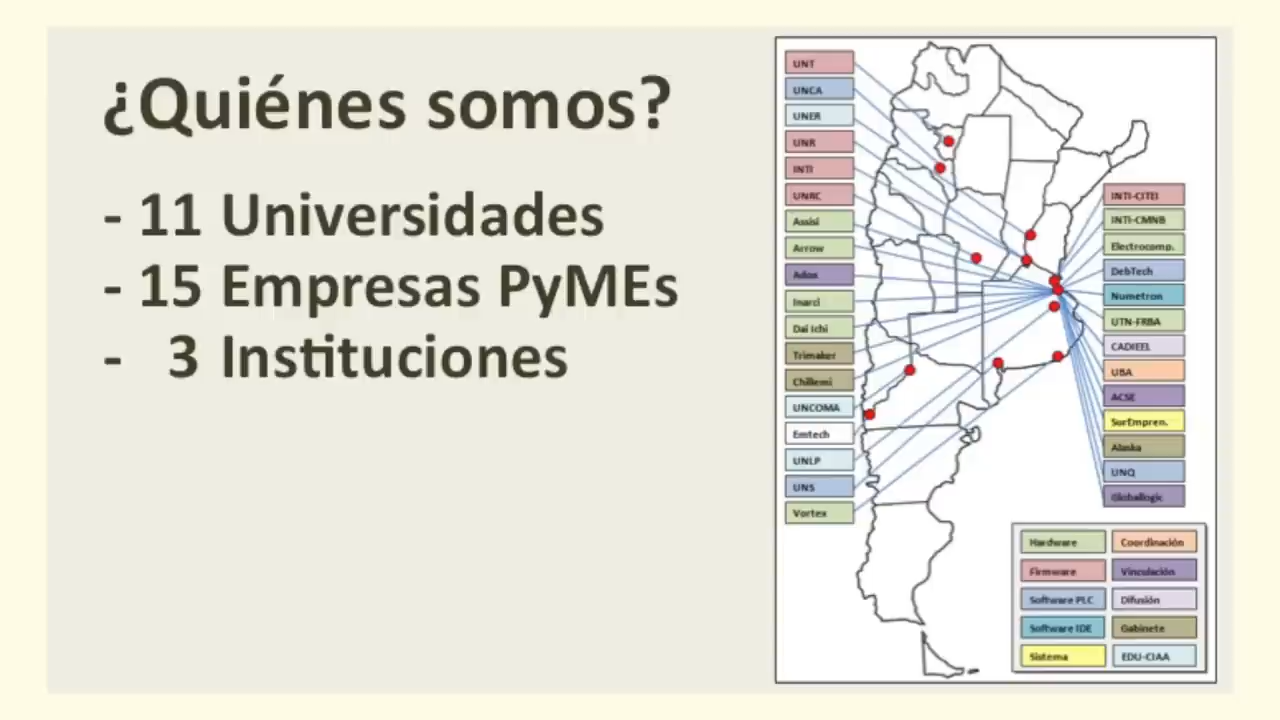 ¿Quiénes somos?
- 11 Universidades
- 15 Empresas PyMEs
- 3 Instituciones
UNT
UNCA
UNER
UNR
INTI
UNRC
Assisi
Arrow
Adox
Inarci
Dai Ichi
Trimaker
Chillemi
UNCOMA
Emtech
UNLP
UNS
Vortex
INTI-CITEI
INTI-CMNB
Electrocomp.
DebTech
Numetron
UTN-FRBA
CADIEEL
UBA
ACSE
SurEmpren.
Alaska
UNQ
Globallogic
Hardware
Coordinación
Firmware
Vinculación
Software PLC
Difusión
Software IDE
Gabinete
Sistema
EDU-CIAA